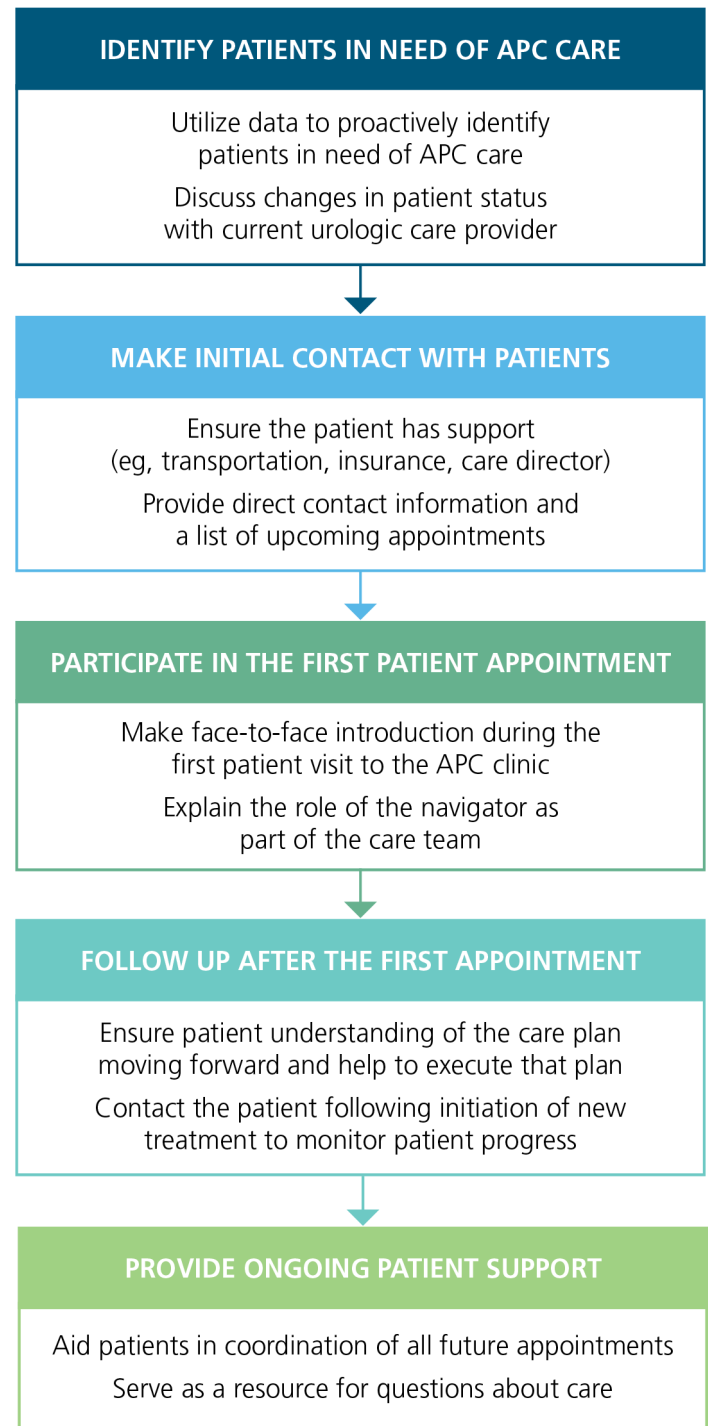 IDENTIFY PATIENTS IN NEED OF APC CARE
Utilize data to proactively identify
patients in need of APC care
Discuss changes in patient status
with current urologic care provider
MAKE INITIAL CONTACT WITH PATIENTS
Ensure the patient has support
(eg, transportation, insurance, care director)
Provide direct contact information and
a list of upcoming appointments
PARTICIPATE IN THE FIRST PATIENT APPOINTMENT
Make face-to-face introduction during the
first patient visit to the APC clinic
Explain the role of the navigator as
part of the care team
FOLLOW UP AFTER THE FIRST APPOINTMENT
Ensure patient understanding of the care plan
moving forward and help to execute that plan
Contact the patient following initiation of new
treatment to monitor patient progress
PROVIDE ONGOING PATIENT SUPPORT
Aid patients in coordination of all future appointments
Serve as a resource for questions about care